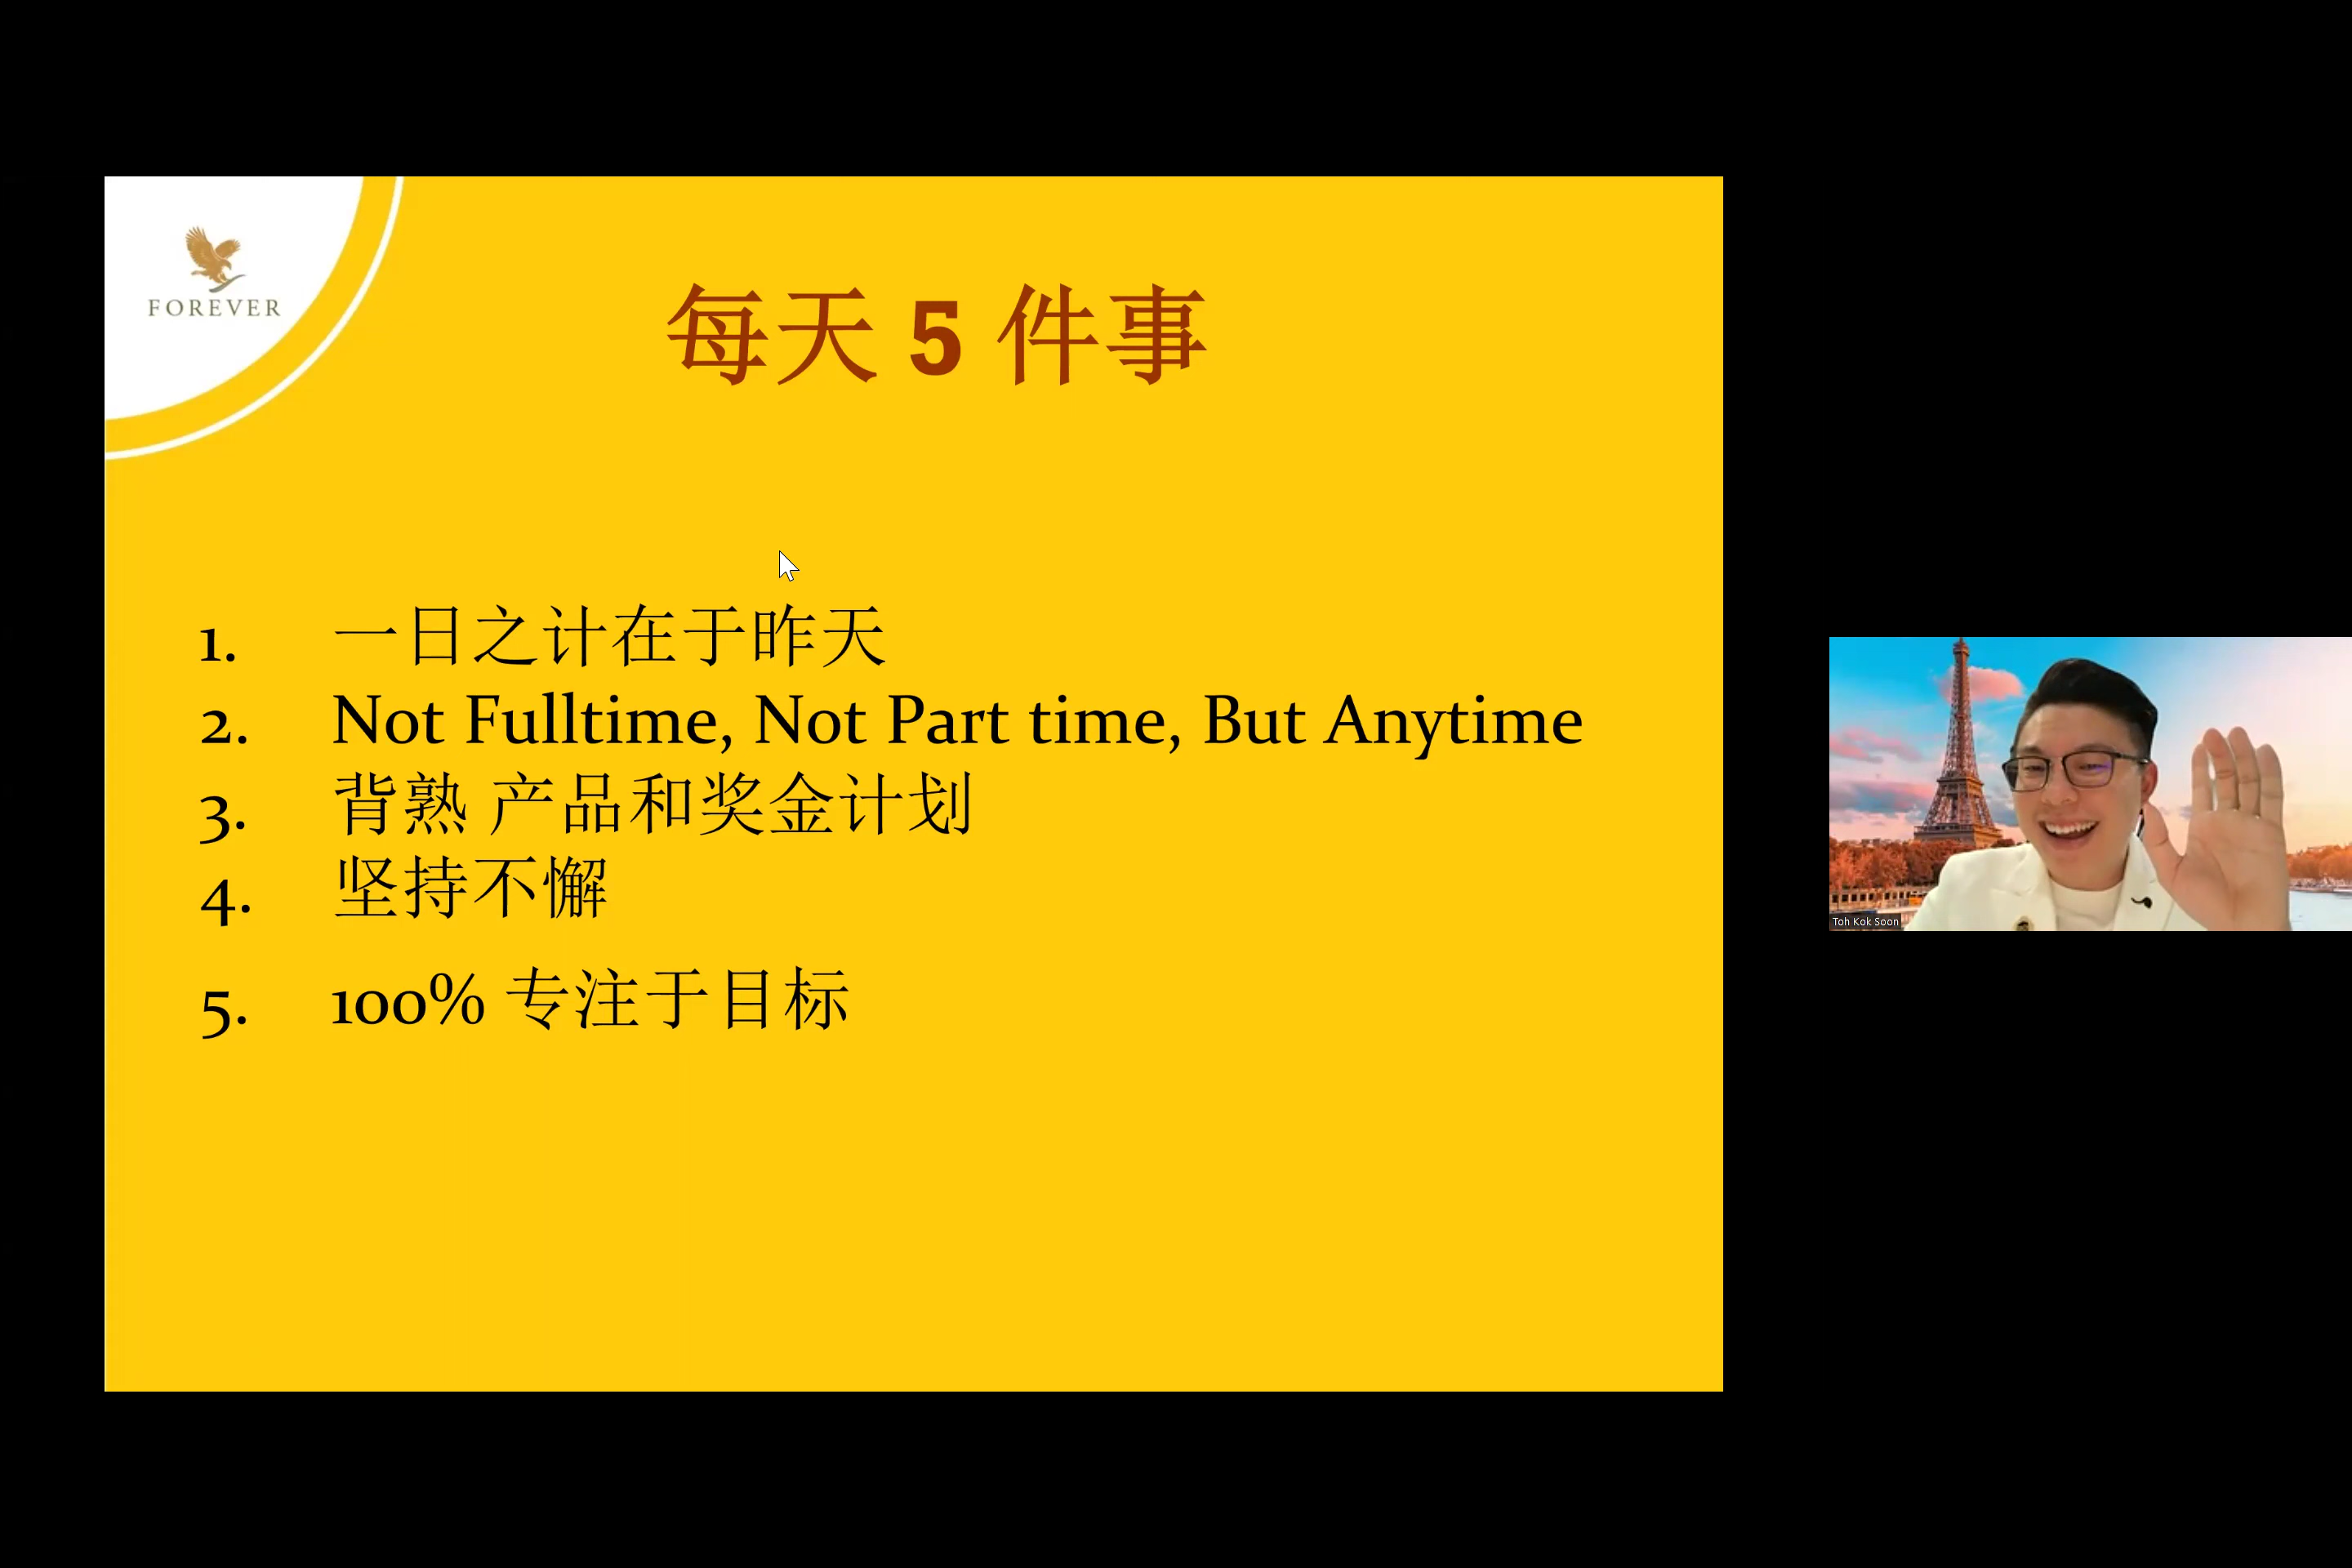 FOREVER
每天 5 件事
1. 一日之计在于昨天
2. Not Fulltime, Not Part time, But Anytime
3. 背熟 产品和奖金计划
4. 坚持不懈
5. 100% 专注于目标
Toh Kok Soon